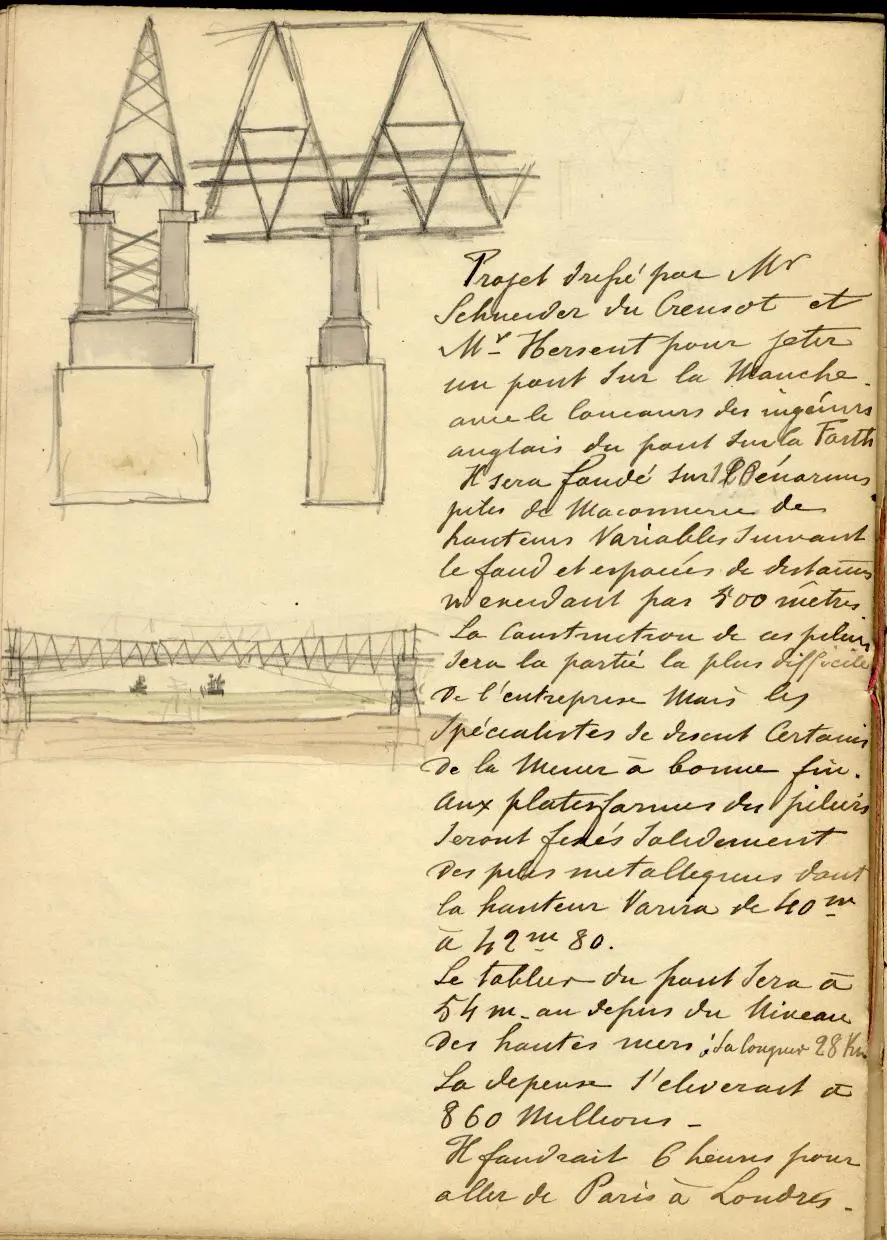 Projet dressé par Mr
Schneider du Creusot et
Mr Hersent pour jeter
un pont sur la Manche.
avec le concours des ingénieurs
anglais du pont sur la Forth
Il sera fondé sur énormes
piles de Maconnerie de
hauteurs Variables suivant
le fond et espacées de distances
n'excedant pas 500 mètres
La Construction de ces piliers
sera la partie la plus difficile
de l'entreprise Mais les
Spécialistes se disent Certains
de la Mener à bonne fin.
Aux platesformes des piliers
seront fixés solidement
des piles metalliques dont
la hauteur Variera de 40 m
à 42 m 80.
Le tablier du pont sera à
54 m. au dessus du Niveau
des hautes mers ; sa longueur 28 Km
La depense s'eleverait à
860 Millions -
Il faudrait 6 heures pour
aller de Paris à Londres.